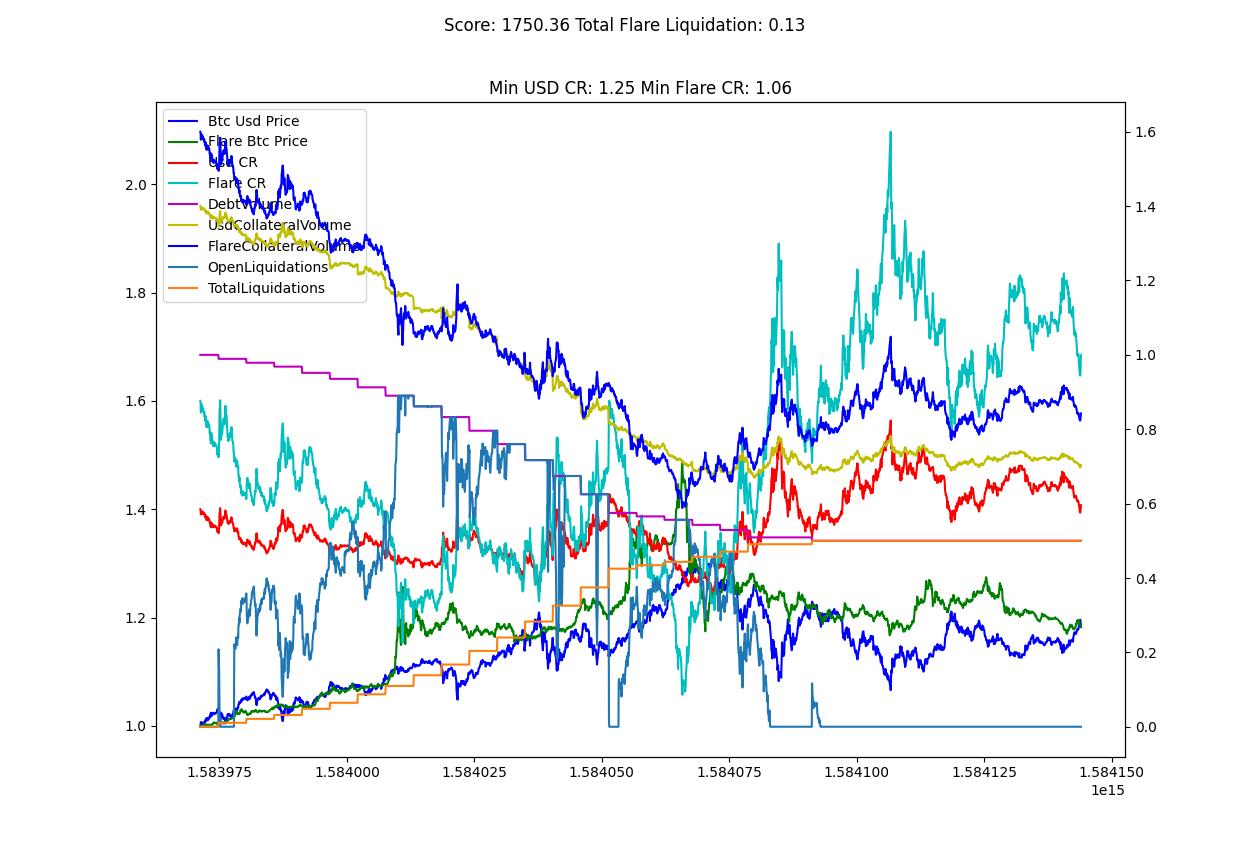 Score: 1750.36 Total Flare Liquidation: 0.13
Min USD CR: 1.25 Min Flare CR: 1.06
Btc Usd Price
Flare Btc Price
Usd CR
Flare CR
DebtVolume
UsdCollateralVolume
FlareCollateralVolume
OpenLiquidations
TotalLiquidations
2.0
1.8
1.6
1.4
1.2
1.0
1.6
1.4
1.2
1.0
0.8
0.6
0.4
0.2
0.0
1.583975 1.584000 1.584025 1.584050 1.584075 1.584100 1.584125 1.584150
1e15